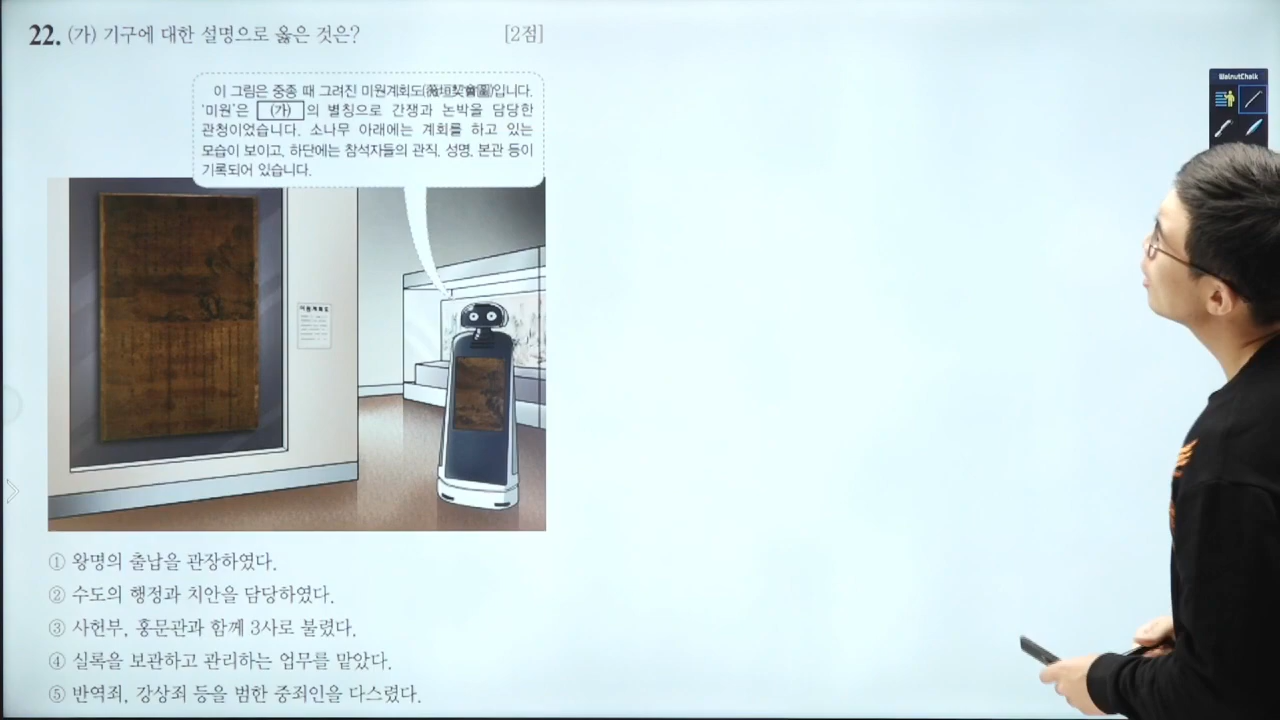 22. (가) 기구에 대한 설명으로 옳은 것은? [2점]
이 그림은 중종 때 그려진 미원계회도(薇垣契會圖)입니다.
'미원'은 (가) 의 별칭으로 간쟁과 논박을 담당한
관청이었습니다. 소나무 아래에는 계회를 하고 있는
모습이 보이고, 하단에는 참석자들의 관직, 성명, 본관 등이
기록되어 있습니다.
WalnutChalk
미원계회도
① 왕명의 출납을 관장하였다.
② 수도의 행정과 치안을 담당하였다.
③ 사헌부, 홍문관과 함께 3사로 불렸다.
④ 실록을 보관하고 관리하는 업무를 맡았다.
⑤ 반역죄, 강상죄 등을 범한 중죄인을 다스렸다.